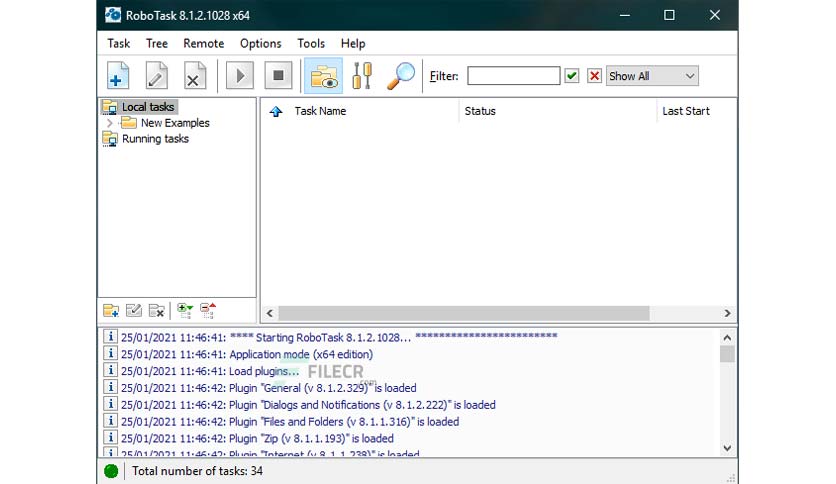 RoboTask 8.1.2.1028 x64
Task Tree Remote Options Tools Help
Filter: Show All
Local tasks
New Examples
Running tasks
Task Name Status Last Start
25/01/2021 11:46:41: **** Starting RoboTask 8.1.2.1028... ************************
25/01/2021 11:46:41: Application mode (x64 edition)
25/01/2021 11:46:41: Load plugins...
FILECR
.com
25/01/2021 11:46:42: Plugin "General (v 8.1.2.329)" is loaded
25/01/2021 11:46:42: Plugin "Dialogs and Notifications (v 8.1.2.222)" is loaded
25/01/2021 11:46:42: Plugin "Files and Folders (v 8.1.1.316)" is loaded
25/01/2021 11:46:42: Plugin "Zip (v 8.1.1.193)" is loaded
25/01/2021 11:46:42: Plugin "Internet (v 8.1.1.238)" is loaded
Total number of tasks: 34